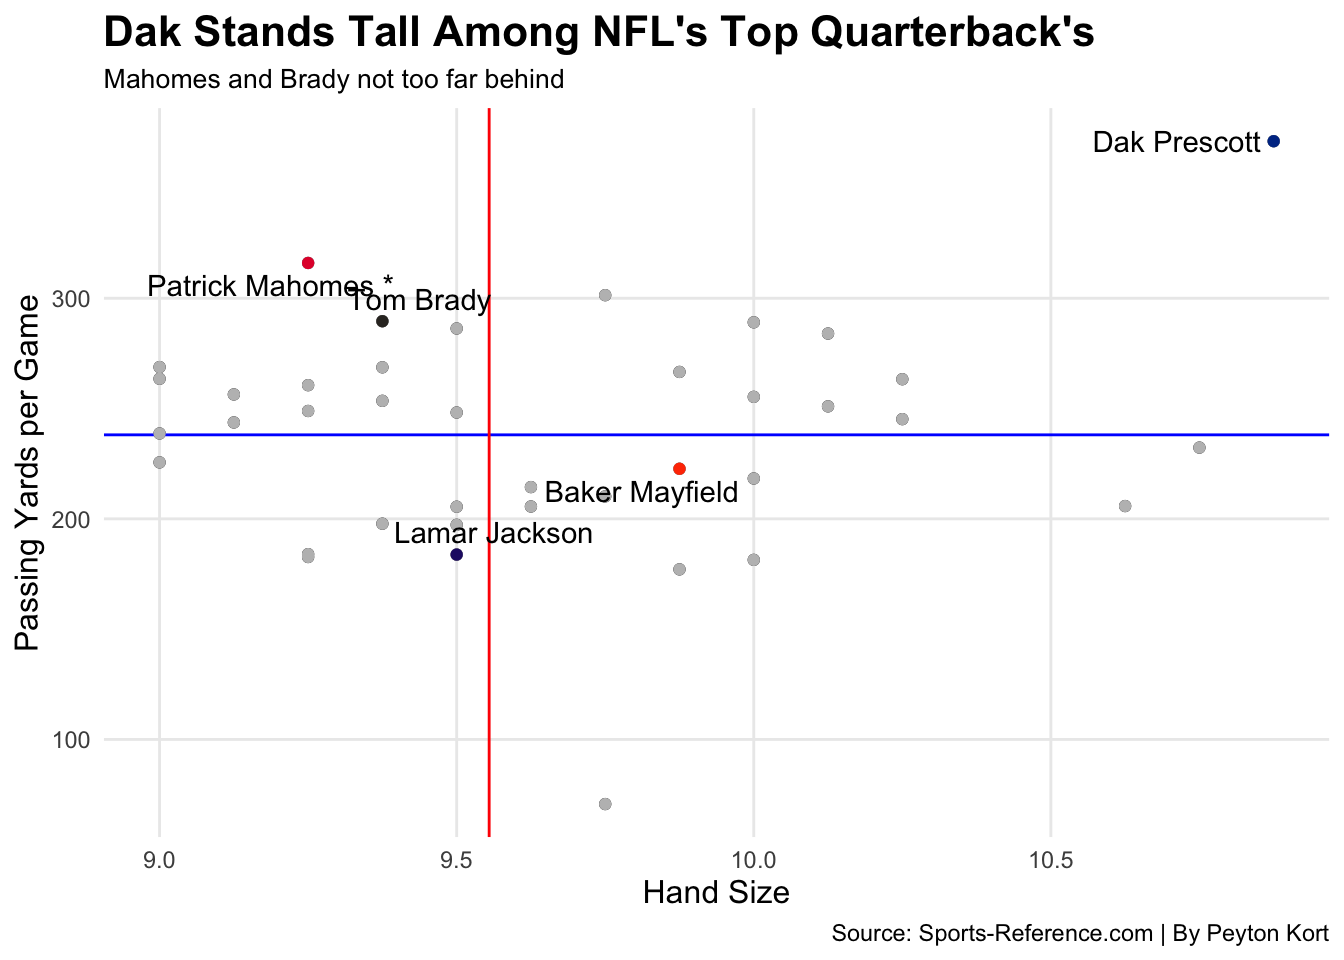 Dak Stands Tall Among NFL's Top Quarterback's
Mahomes and Brady not too far behind
Dak Prescott
Patrick Mahomes *
Tom Brady
300
Baker Mayfield
200
Lamar Jackson
100
Passing Yards per Game
9.0 9.5 10.0 10.5
Hand Size
Source: Sports-Reference.com | By Peyton Kort